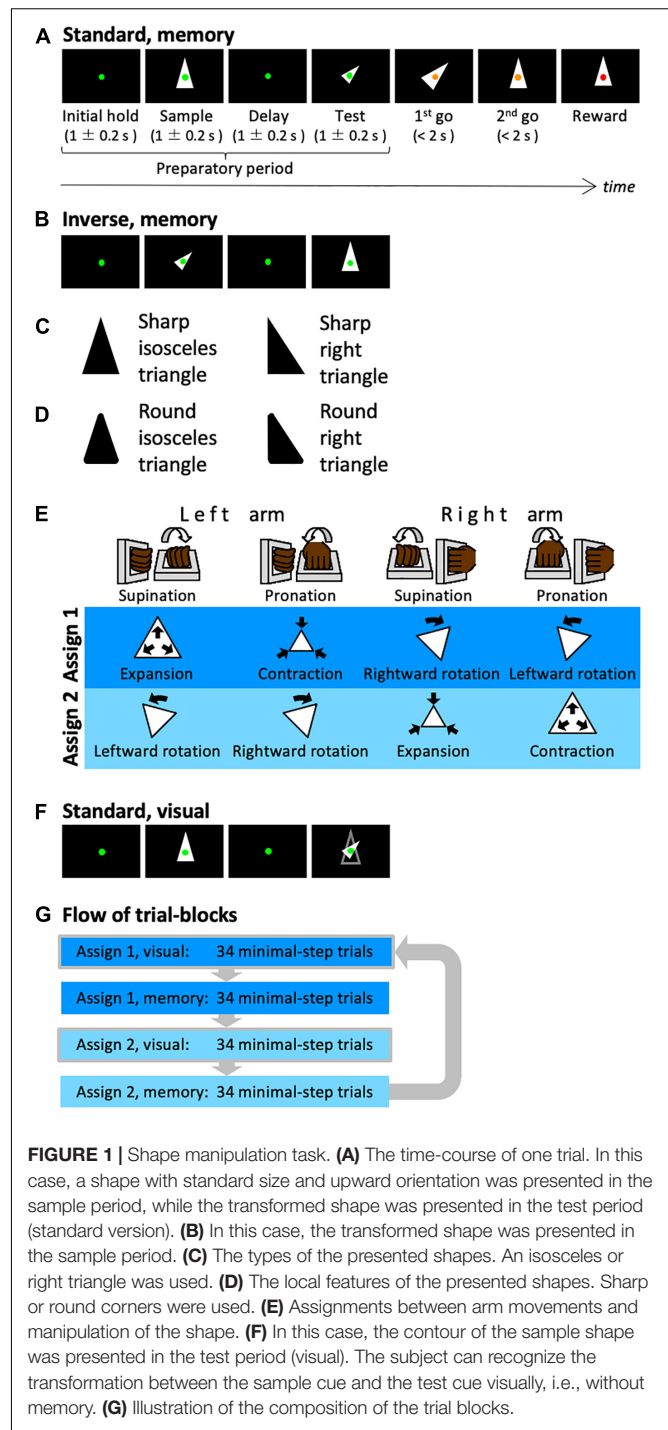 A Standard, memory
Initial hold Sample Delay Test 1st go 2nd go Reward
(1 ± 0.2 s) (1 ± 0.2 s) (1 ± 0.2 s) (1 ± 0.2 s) (< 2 s) (< 2 s)
Preparatory period
time
B Inverse, memory
C Sharp isosceles triangle Sharp right triangle
D Round isosceles triangle Round right triangle
E Left arm Right arm
Supination Pronation Supination Pronation
Assign 1
Expansion Contraction Rightward rotation Leftward rotation
Assign 2
Leftward rotation Rightward rotation Expansion Contraction
F Standard, visual
G Flow of trial-blocks
Assign 1, visual: 34 minimal-step trials
Assign 1, memory: 34 minimal-step trials
Assign 2, visual: 34 minimal-step trials
Assign 2, memory: 34 minimal-step trials
FIGURE 1 | Shape manipulation task. (A) The time-course of one trial. In this
case, a shape with standard size and upward orientation was presented in the
sample period, while the transformed shape was presented in the test period
(standard version). (B) In this case, the transformed shape was presented in
the sample period. (C) The types of the presented shapes. An isosceles or
right triangle was used. (D) The local features of the presented shapes. Sharp
or round corners were used. (E) Assignments between arm movements and
manipulation of the shape. (F) In this case, the contour of the sample shape
was presented in the test period (visual). The subject can recognize the
transformation between the sample cue and the test cue visually, i.e., without
memory. (G) Illustration of the composition of the trial blocks.